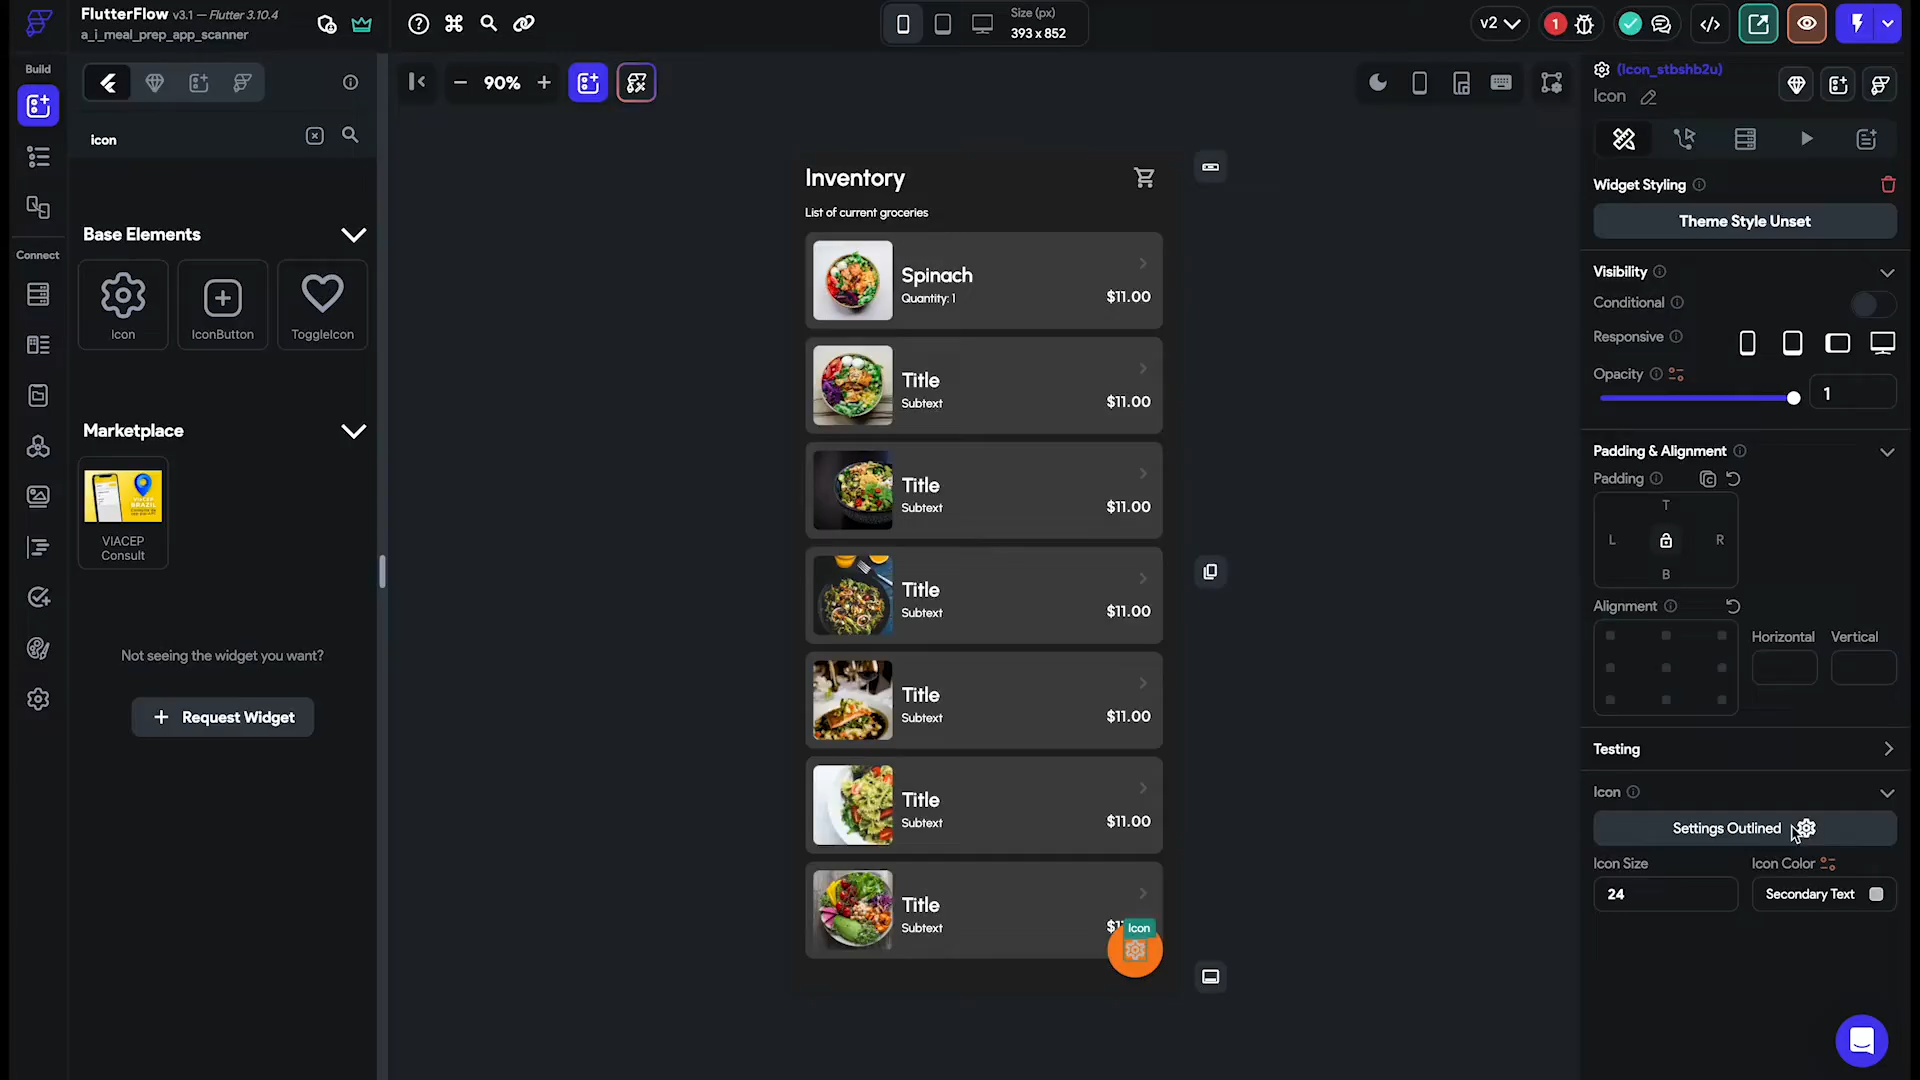 FlutterFlow v3.1 — Flutter 3.10.4
a_i_meal_prep_app_scanner
Size (px)
393 x 852
v2
1
Build
Connect
icon
Base Elements
Icon
IconButton
ToggleIcon
Marketplace
VIACEP
Consult
Not seeing the widget you want?
+ Request Widget
90%
Inventory
List of current groceries
Spinach
Quantity: 1
$11.00
Title
Subtext
$11.00
Title
Subtext
$11.00
Title
Subtext
$11.00
Title
Subtext
$11.00
Title
Subtext
$11.00
Title
Subtext
Icon
(Icon_stbshb2u)
Icon
Widget Styling
Theme Style Unset
Visibility
Conditional
Responsive
Opacity
1
Padding & Alignment
Padding
T
L
R
B
Alignment
Horizontal
Vertical
Testing
Icon
Settings Outlined
Icon Size
Icon Color
24
Secondary Text